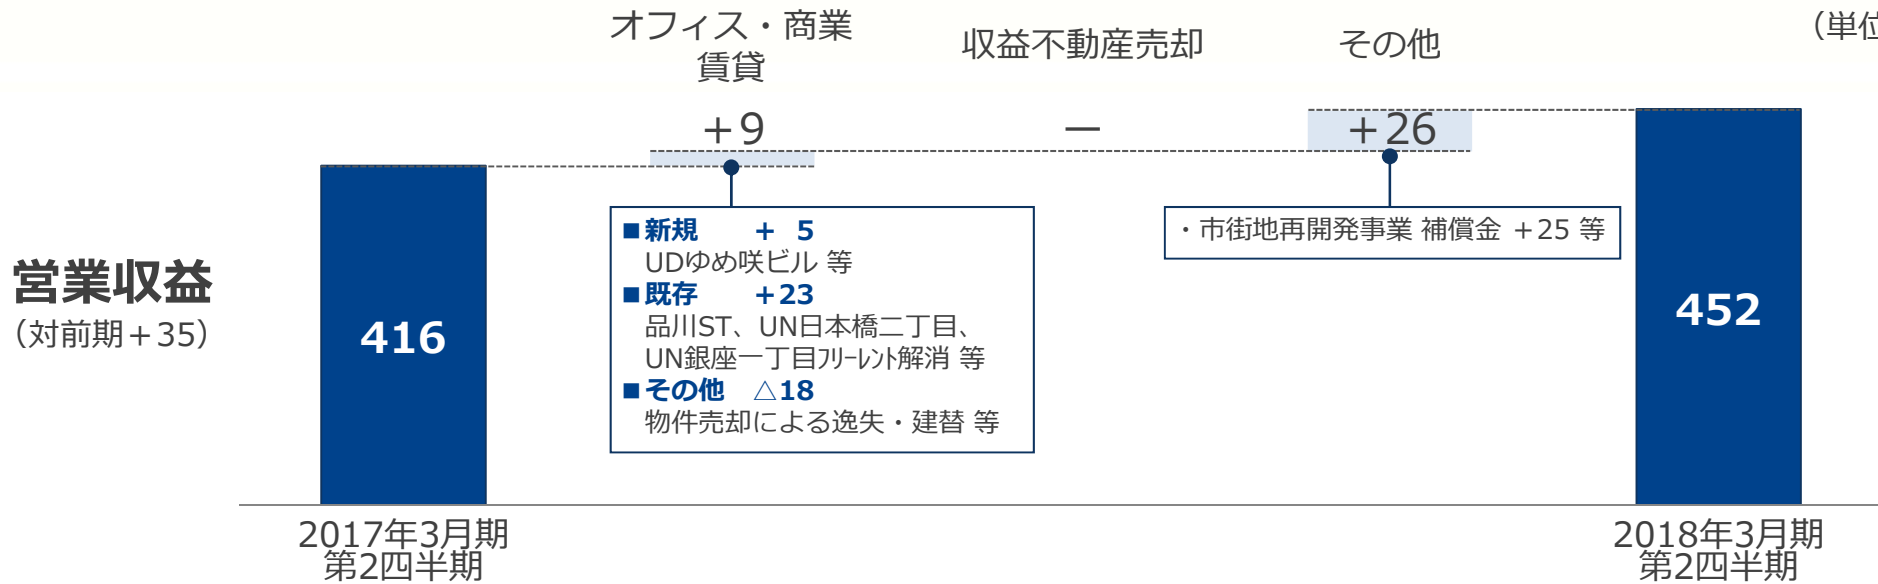 オフィス・商業
賃貸
収益不動産売却
その他
（単位
＋9
ー
＋26
■新規　＋ 5
UDゆめ咲ビル 等
■既存　＋23
品川ST、UN日本橋二丁目、
UN銀座一丁目ﾌﾘｰﾚﾝﾄ解消 等
■その他　△18
物件売却による逸失・建替 等
・市街地再開発事業 補償金 ＋25 等
営業収益
（対前期＋35）
416
452
2017年3月期
第2四半期
2018年3月期
第2四半期